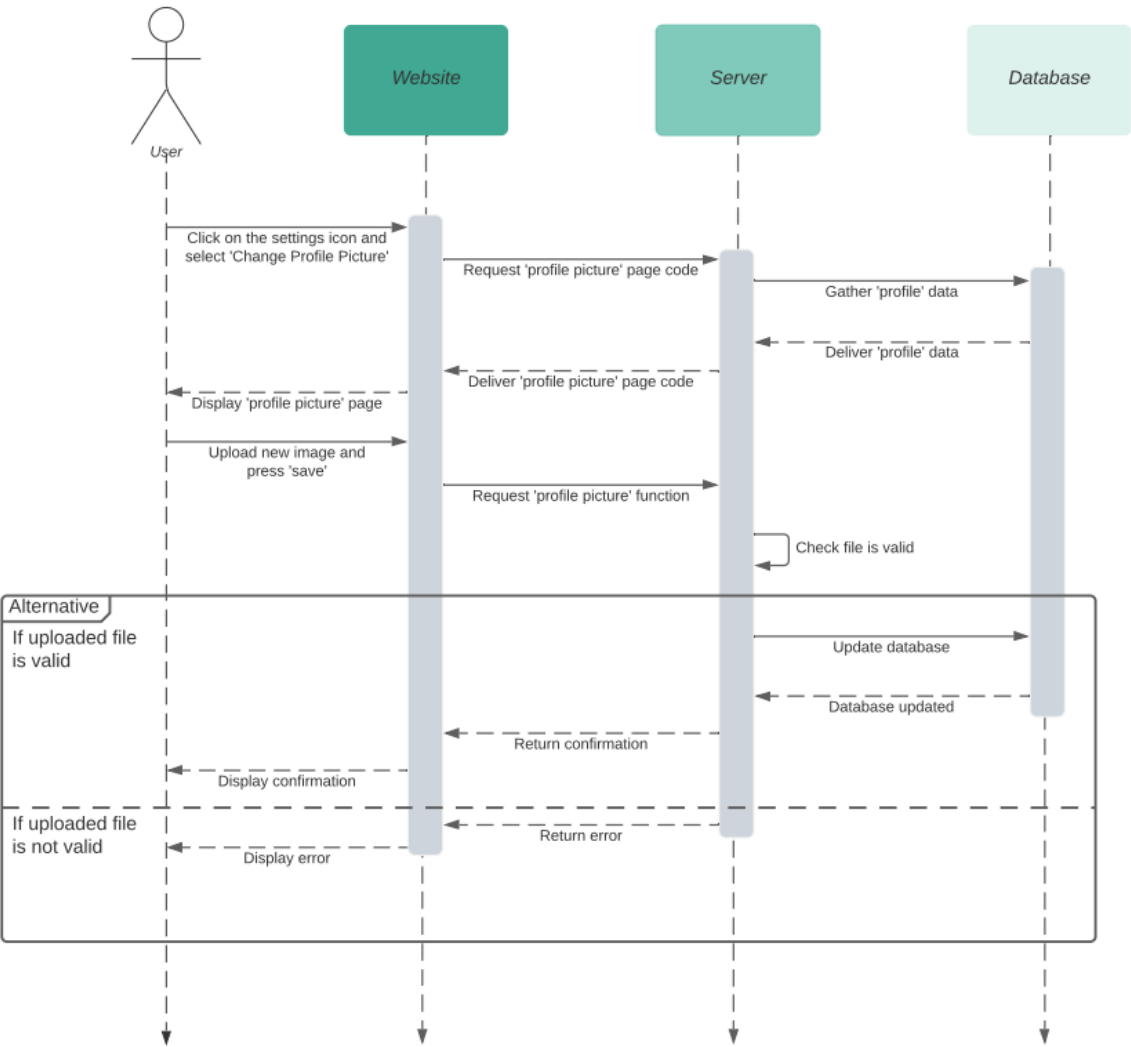 Website
Server
Database
User
Click on the settings icon and
select 'Change Profile Picture'
Request 'profile picture' page code
Gather 'profile' data
Deliver 'profile' data
Deliver 'profile picture' page code
Display 'profile picture' page
Upload new image and
press 'save'
Request 'profile picture' function
Check file is valid
Alternative
If uploaded file
is valid
Update database
Database updated
Return confirmation
Display confirmation
If uploaded file
is not valid
Return error
Display error